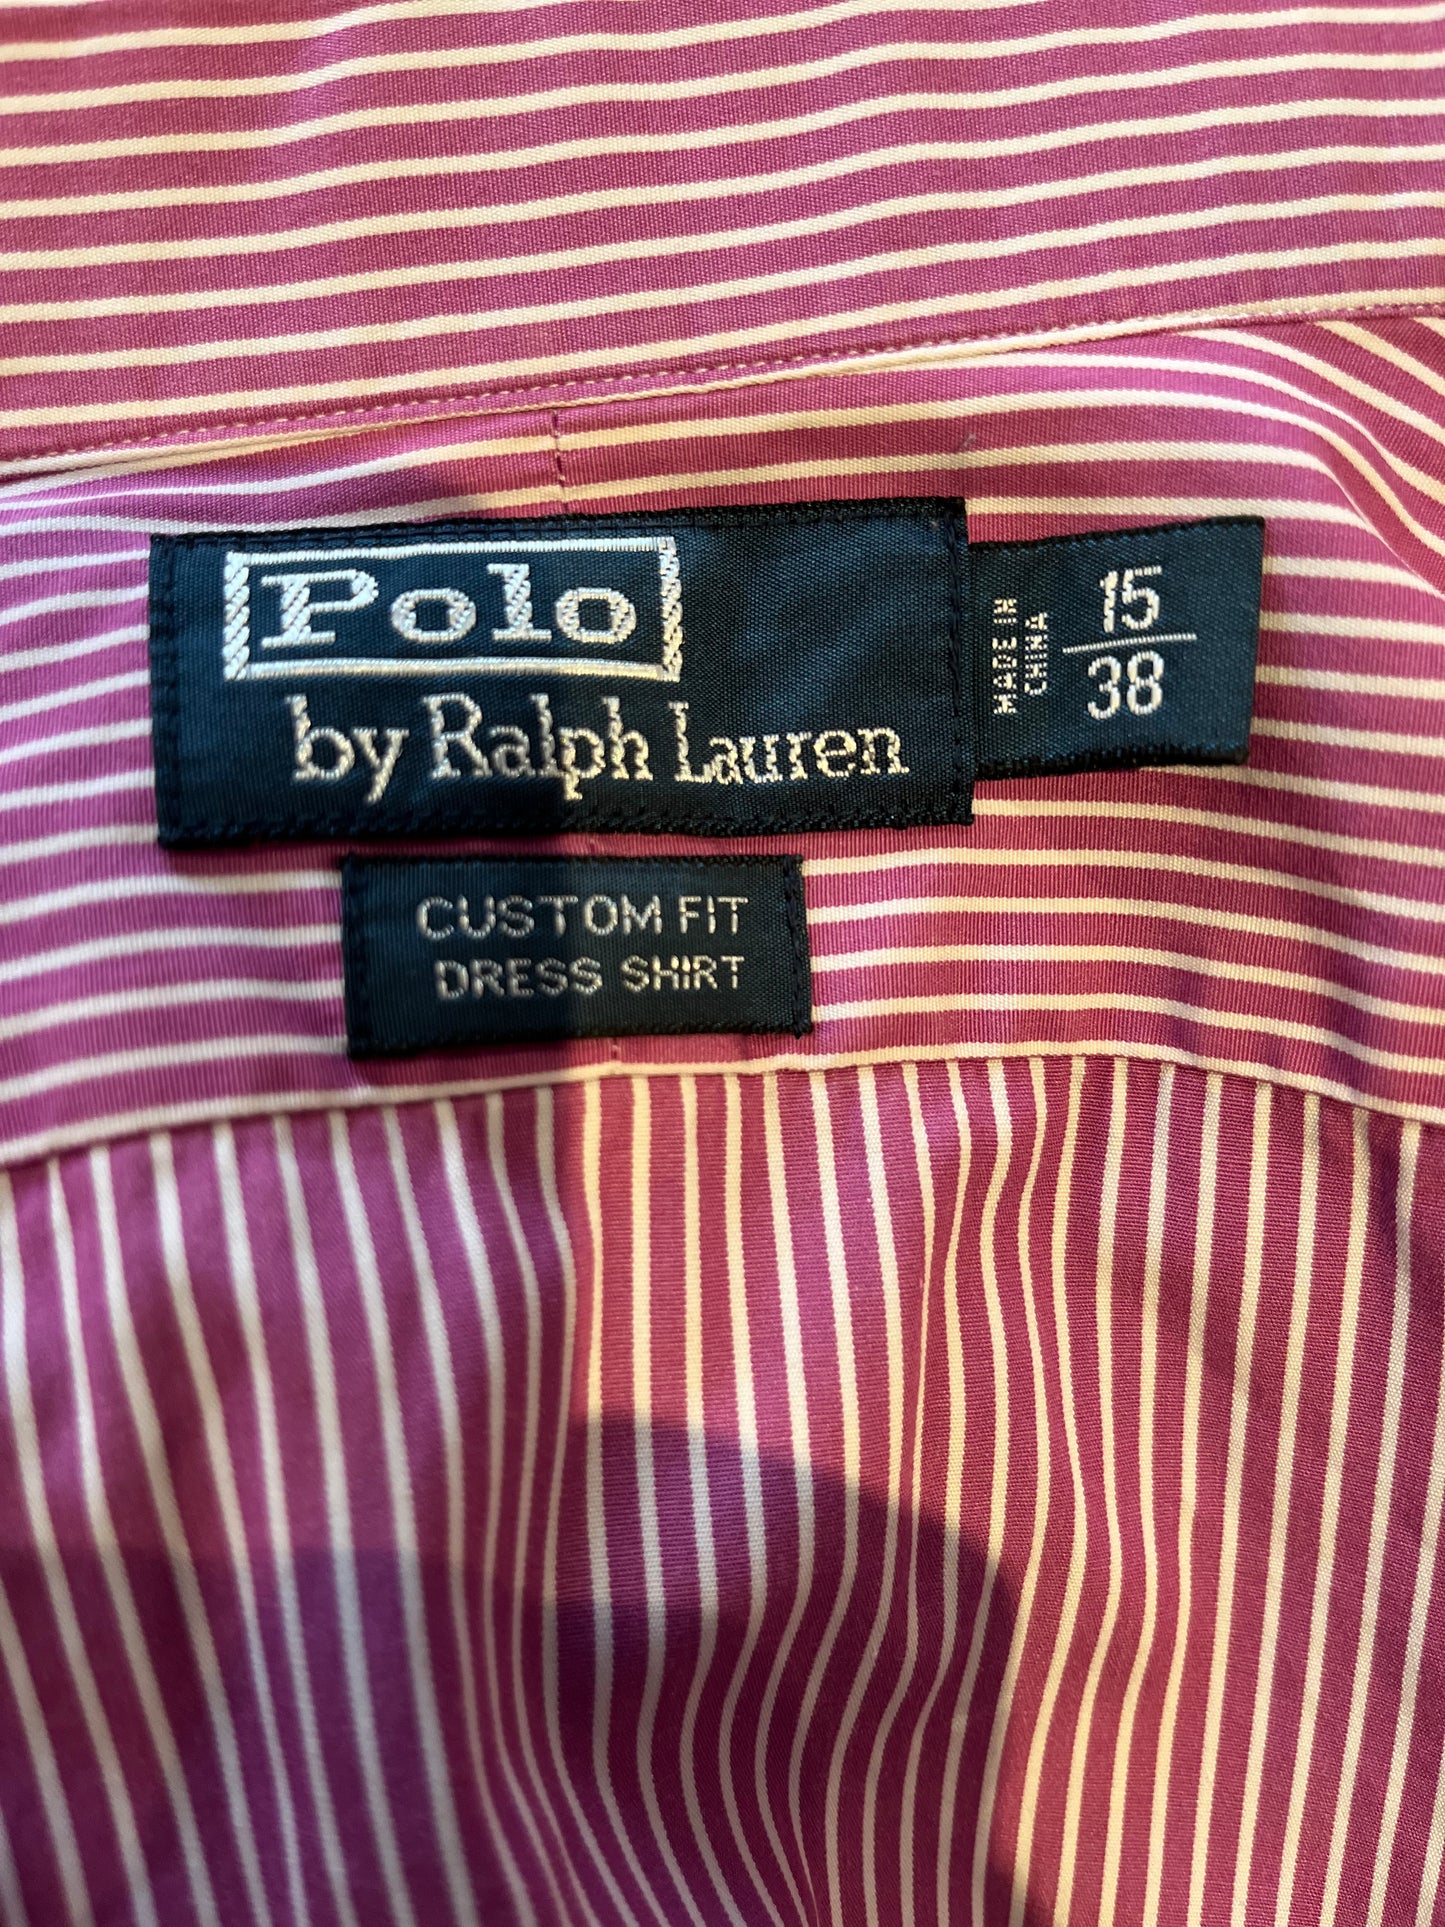 Polo
by Ralph Lauren
MADE IN
CHINA
15
38
CUSTOM FIT
DRESS SHIRT